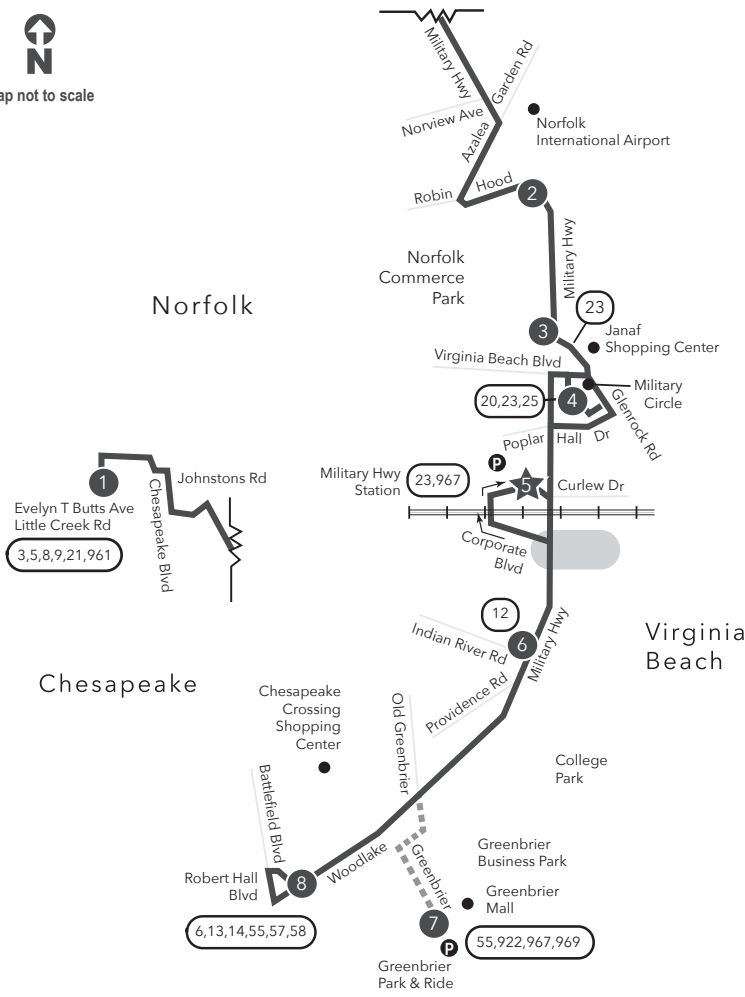 N
ap not to scale
Military Hwy
Garden Rd
Norview Ave
Azalea
Norfolk
International Airport
Robin
Hood
2
Norfolk
Commerce
Park
Military Hwy
Norfolk
23
3
Janaf
Shopping Center
Virginia Beach Blvd
Military
Circle
20,23,25
4
Glenrock Rd
Poplar Hall Dr
P
Military Hwy
Station
23,967
5
Curlew Dr
1
Johnstons Rd
Chesapeake Blvd
Evelyn T Butts Ave
Little Creek Rd
3,5,8,9,21,961
Corporate
Blvd
12
Indian River Rd
6
Military Hwy
Virginia
Beach
Chesapeake
Providence Rd
Chesapeake
Crossing
Shopping
Center
Old Greenbrier
College
Park
Battlefield Blvd
Woodlake
Greenbrier
Greenbrier
Business Park
Robert Hall
Blvd
8
Greenbrier
Mall
7
6,13,14,55,57,58
P
55,922,967,969
Greenbrier
Park & Ride